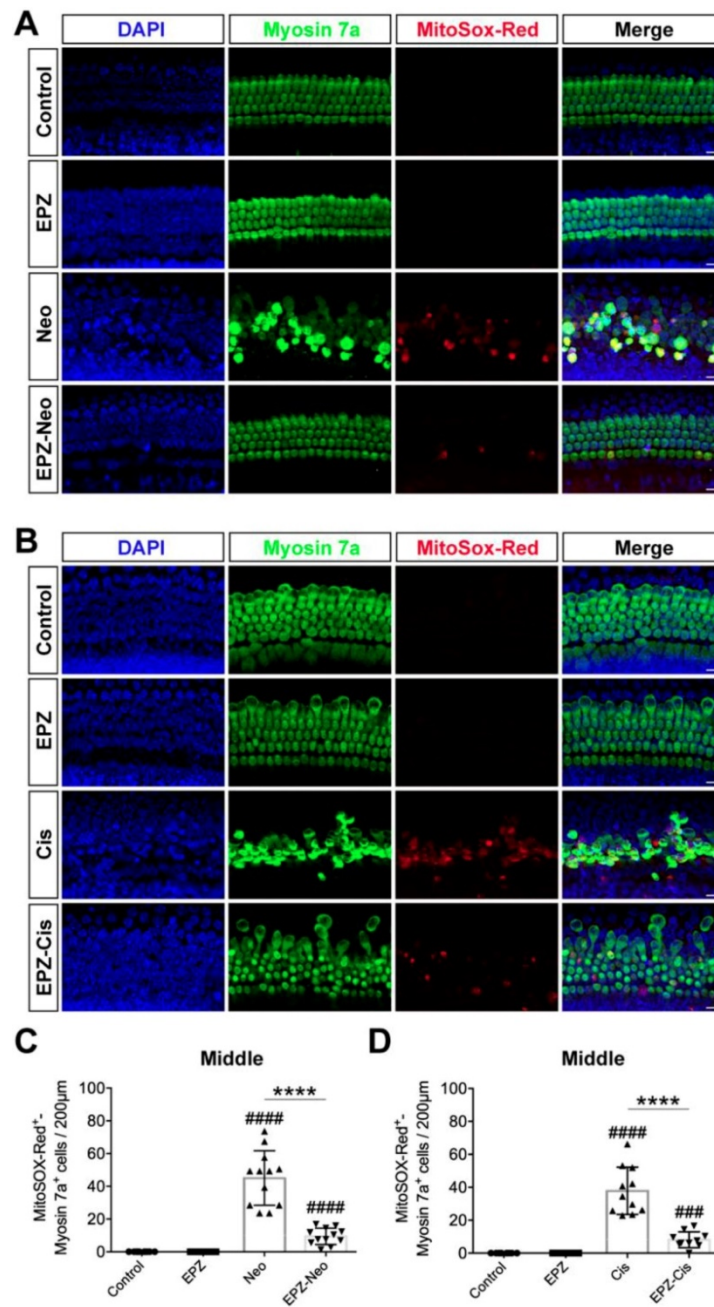 A
DAPI Myosin 7a MitoSox-Red Merge
Control
EPZ
Neo
EPZ-Neo
B
DAPI Myosin 7a MitoSox-Red Merge
Control
EPZ
Cis
EPZ-Cis
C
Middle
MitoSOX-Red⁺-
Myosin 7a⁺ cells / 200μm
100
80
60
40
20
0
####
****
####
Control EPZ Neo EPZ-Neo
D
Middle
MitoSOX-Red⁺-
Myosin 7a⁺ cells / 200μm
100
80
60
40
20
0
####
****
###
Control EPZ Cis EPZ-Cis